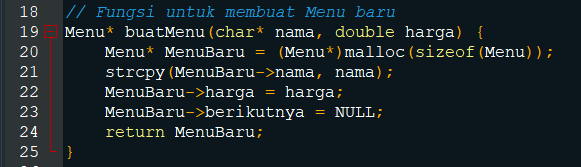 18 // Fungsi untuk membuat Menu baru
19 Menu* buatMenu(char* nama, double harga) {
20 Menu* MenuBaru = (Menu*)malloc(sizeof(Menu));
21 strcpy(MenuBaru->nama, nama);
22 MenuBaru->harga = harga;
23 MenuBaru->berikutnya = NULL;
24 return MenuBaru;
25 }